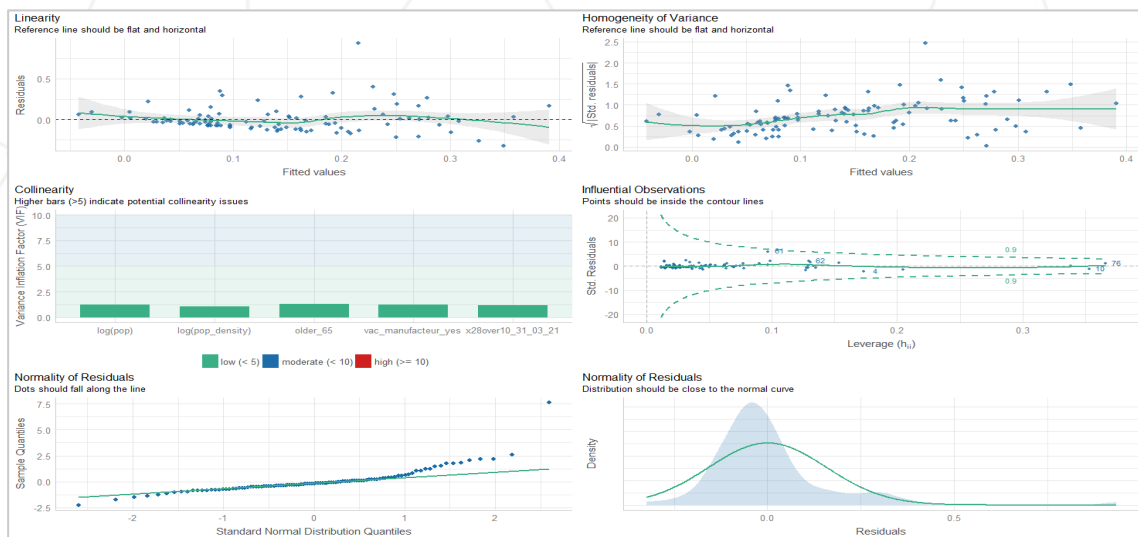 Linearity
Reference line should be flat and horizontal
Residuals
0.5
0.0
0.0 0.1 0.2 0.3 0.4
Fitted values
Homogeneity of Variance
Reference line should be flat and horizontal
√|Std. residuals|
2.5
2.0
1.5
1.0
0.5
0.0
0.0 0.1 0.2 0.3 0.4
Fitted values
Collinearity
Higher bars (>5) indicate potential collinearity issues
Variance Inflation Factor (VIF)
10.0
7.5
5.0
2.5
0.0
log(pop) log(pop_density) older_65 vac_manufacteur_yes x28over10_31_03_21
low (< 5) moderate (< 10) high (>= 10)
Influential Observations
Points should be inside the contour lines
Std. Residuals
20
10
0
-10
-20
0.9
61
62
4
76
10
0.9
0.0 0.1 0.2 0.3
Leverage (hii)
Normality of Residuals
Dots should fall along the line
Sample Quantiles
7.5
5.0
2.5
0.0
-2.5
-2 -1 0 1 2
Standard Normal Distribution Quantiles
Normality of Residuals
Distribution should be close to the normal curve
Density
0.0 0.5
Residuals